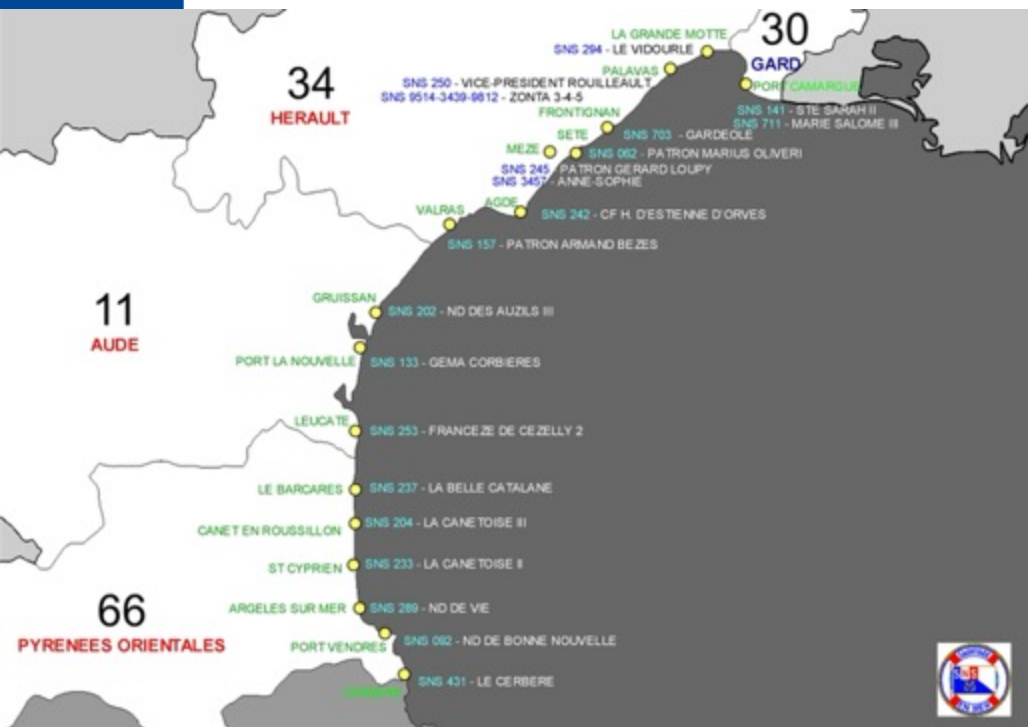 LA GRANDE MOTTE
30
SNS 294 - LE VIDOURLE
GARD
34
HERAULT
PALAVAS
SNS 250 - VICE-PRESIDENT ROUILLEAULT
PORT CAMARGUE
SNS 9514-3439-9812 - ZONTA 3-4-5
FRONTIGNAN
SNS 141 - STE SARAH II
SNS 711 - MARIE SALOME III
SETE
SNS 703 - GARDEOLE
MEZE
SNS 062 - PATRON MARIUS OLIVERI
SNS 245 - PATRON GERARD LOUPY
SNS 3457 - ANNE-SOPHIE
AGDE
VALRAS
SNS 242 - CF H. D'ESTIENNE D'ORVES
SNS 157 - PATRON ARMAND BEZES
11
AUDE
GRUISSAN
SNS 202 - ND DES AUZILS III
PORT LA NOUVELLE
SNS 133 - GEMA CORBIERES
LEUCATE
SNS 253 - FRANCEZE DE CEZELLY 2
LE BARCARES
SNS 237 - LA BELLE CATALANE
CANET EN ROUSSILLON
SNS 204 - LA CANETOISE III
ST CYPRIEN
SNS 233 - LA CANETOISE II
66
PYRENEES ORIENTALES
ARGELES SUR MER
SNS 289 - ND DE VIE
PORT VENDRES
SNS 092 - ND DE BONNE NOUVELLE
SNS 431 - LE CERBERE
EN MER